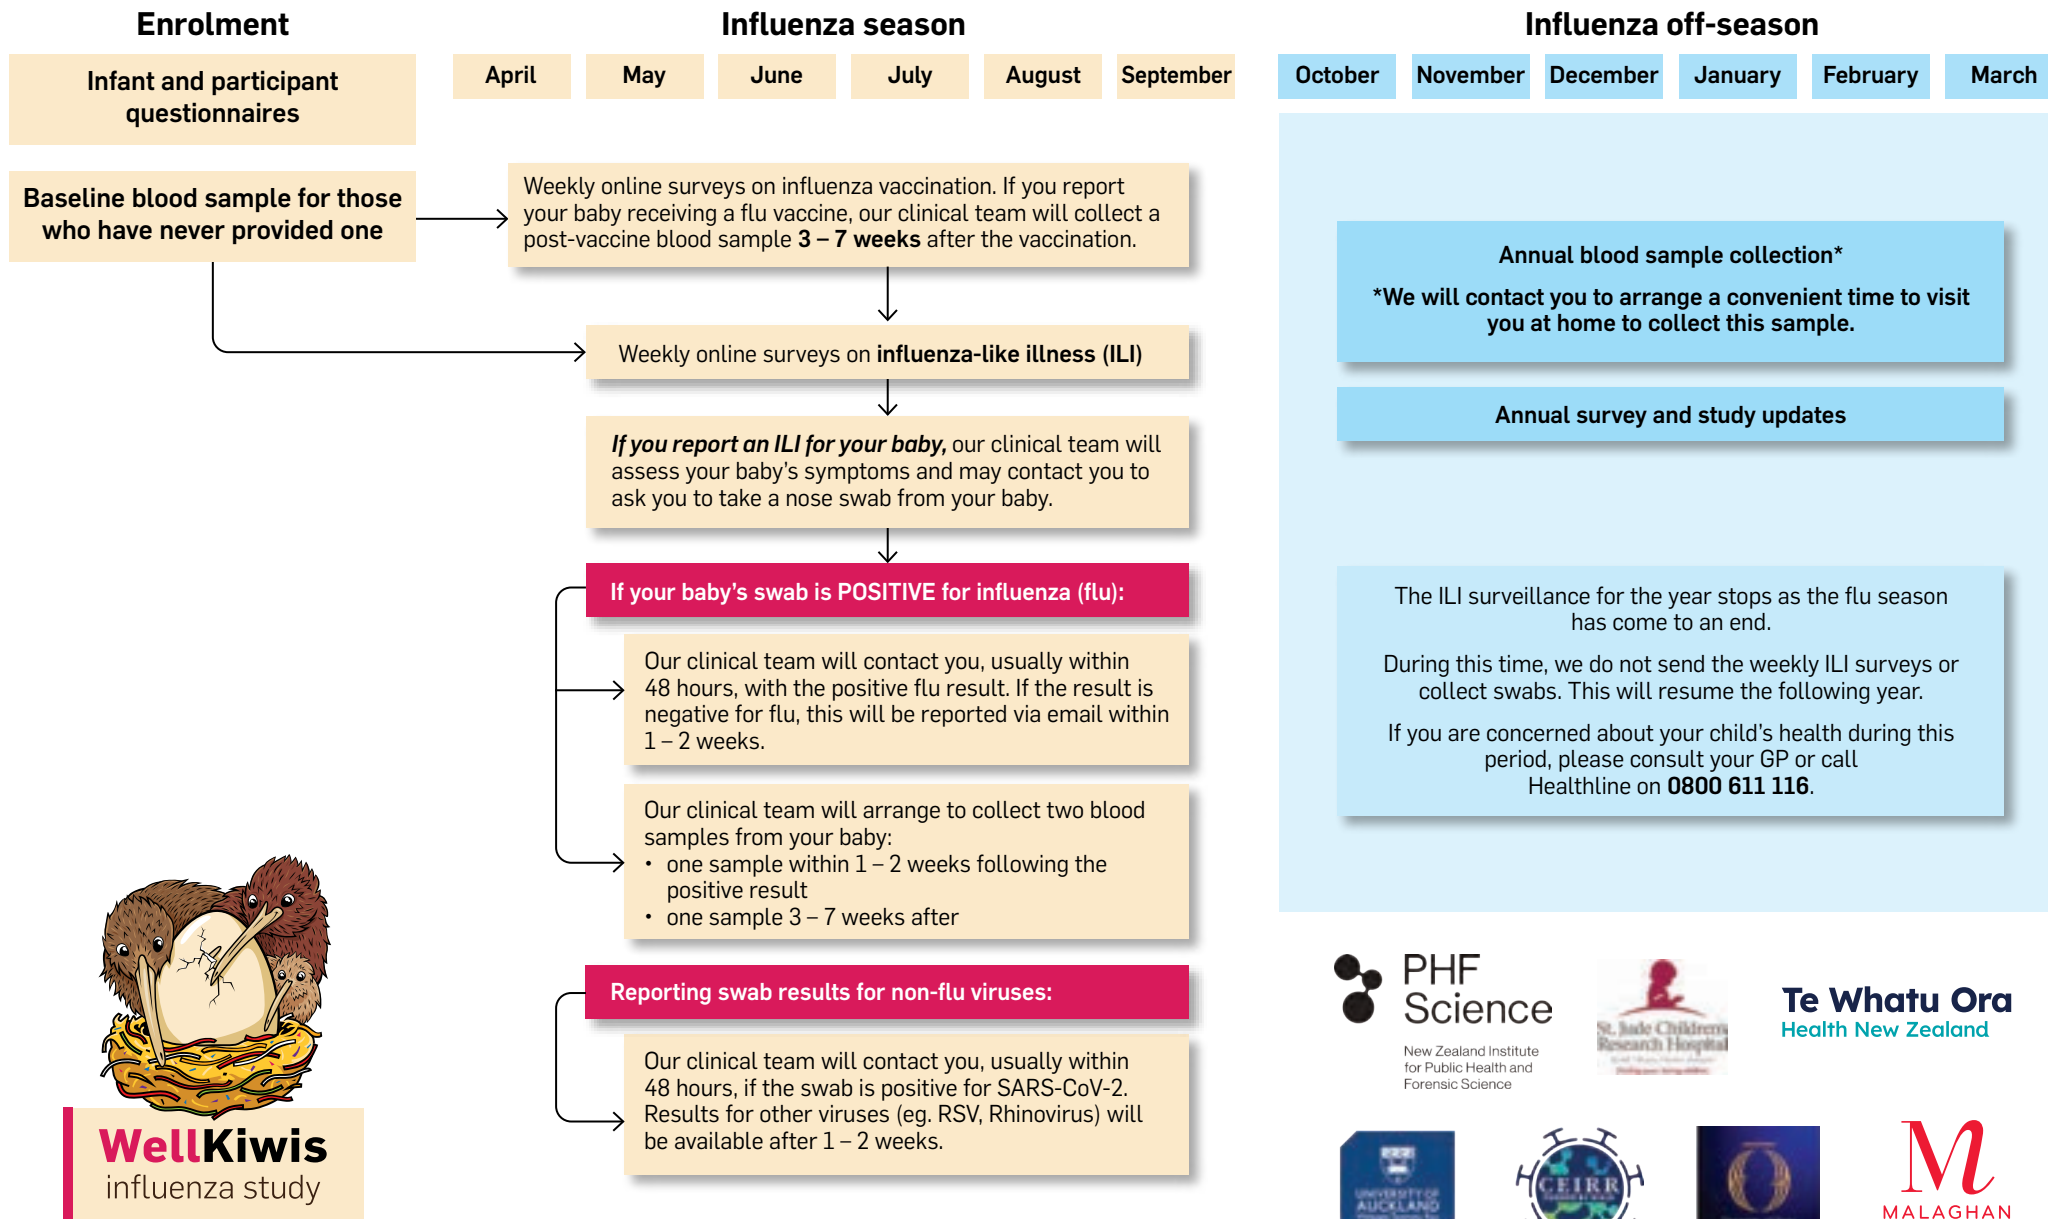 Enrolment
Infant and participant
questionnaires
Baseline blood sample for those
who have never provided one
Influenza season
April
May
June
July
August
September
Weekly online surveys on influenza vaccination. If you report
your baby receiving a flu vaccine, our clinical team will collect a
post-vaccine blood sample 3 – 7 weeks after the vaccination.
Weekly online surveys on influenza-like illness (ILI)
If you report an ILI for your baby, our clinical team will
assess your baby’s symptoms and may contact you to
ask you to take a nose swab from your baby.
If your baby’s swab is POSITIVE for influenza (flu):
Our clinical team will contact you, usually within
48 hours, with the positive flu result. If the result is
negative for flu, this will be reported via email within
1 – 2 weeks.
Our clinical team will arrange to collect two blood
samples from your baby:
• one sample within 1 – 2 weeks following the
positive result
• one sample 3 – 7 weeks after
Reporting swab results for non-flu viruses:
Our clinical team will contact you, usually within
48 hours, if the swab is positive for SARS-CoV-2.
Results for other viruses (eg. RSV, Rhinovirus) will
be available after 1 – 2 weeks.
Influenza off-season
October
November
December
January
February
March
Annual blood sample collection*
*We will contact you to arrange a convenient time to visit
you at home to collect this sample.
Annual survey and study updates
The ILI surveillance for the year stops as the flu season
has come to an end.
During this time, we do not send the weekly ILI surveys or
collect swabs. This will resume the following year.
If you are concerned about your child’s health during this
period, please consult your GP or call
Healthline on 0800 611 116.
WellKiwis
influenza study
PHF
Science
New Zealand Institute
for Public Health and
Forensic Science
St. Jude Children's
Research Hospital
Te Whatu Ora
Health New Zealand
UNIVERSITY OF
AUCKLAND
CEIRR
MALAGHAN